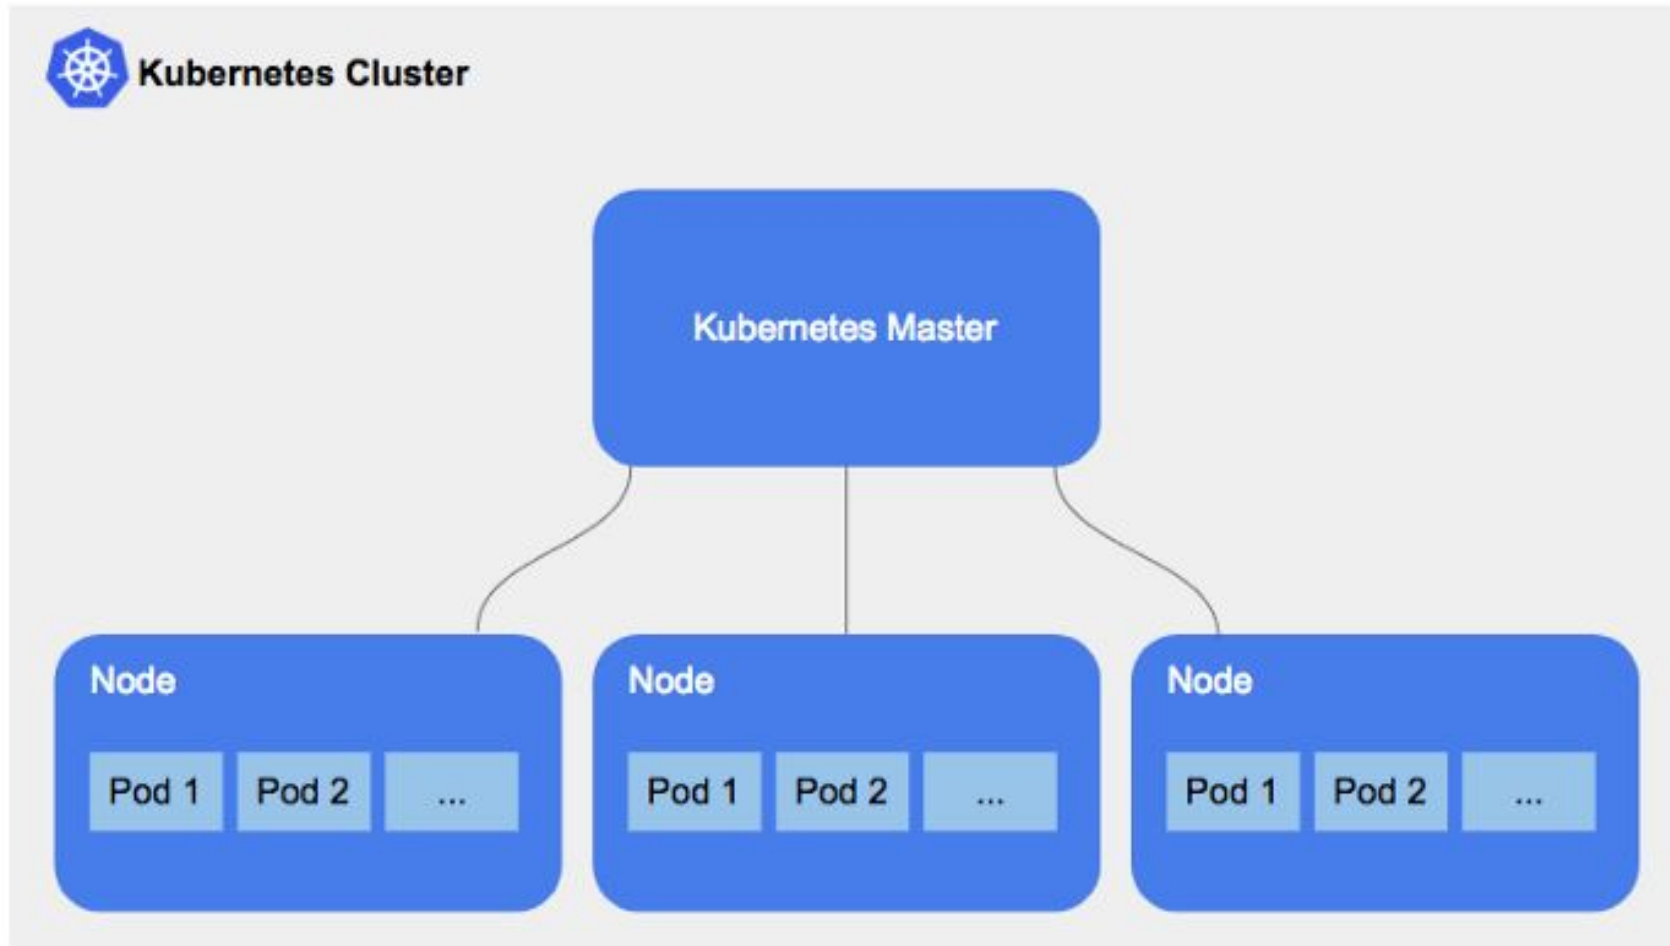 Kubernetes Cluster
Kubernetes Master
Node
Pod 1
Pod 2
...
Node
Pod 1
Pod 2
...
Node
Pod 1
Pod 2
...